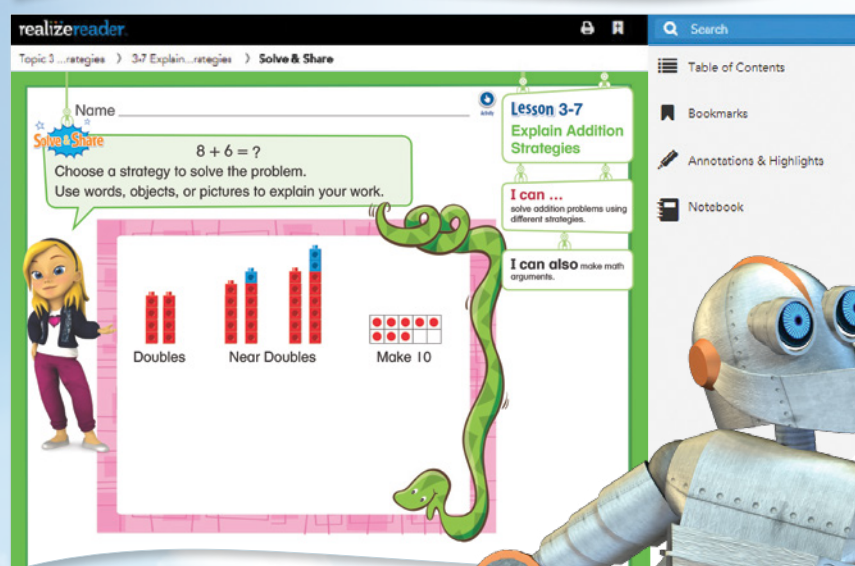 realizereader.
Topic 3 ...rategies 〉 3-7 Explain...rategies 〉 Solve & Share
Name
Solve & Share
8 + 6 = ?
Choose a strategy to solve the problem.
Use words, objects, or pictures to explain your work.
Doubles
Near Doubles
Make 10
Activity
Lesson 3-7
Explain Addition
Strategies
I can ...
solve addition problems using
different strategies.
I can also make math
arguments.
Search
Table of Contents
Bookmarks
Annotations & Highlights
Notebook